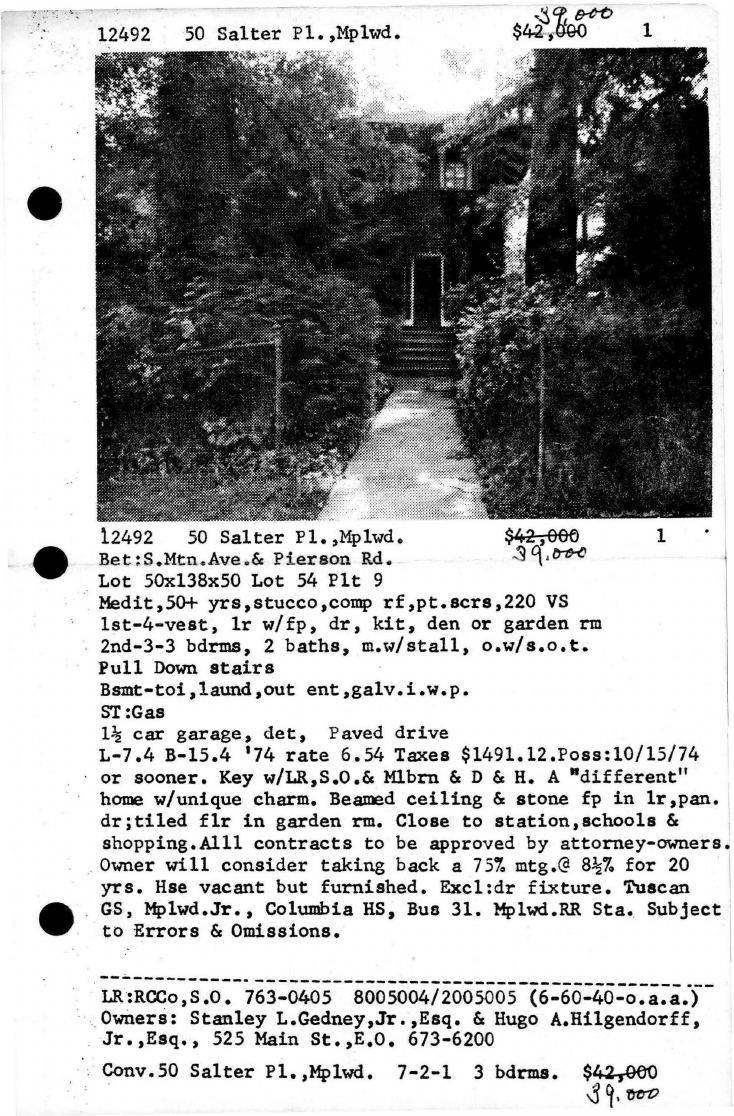 39,000
12492 50 Salter Pl.,Mplwd. $42,000 1
12492 50 Salter Pl.,Mplwd. $42,000 1
Bet:S.Mtn.Ave.& Pierson Rd. 39.000
Lot 50x138x50 Lot 54 Plt 9
Medit,50+ yrs,stucco,comp rf,pt.scrs,220 VS
1st-4-vest, lr w/fp, dr, kit, den or garden rm
2nd-3-3 bdrms, 2 baths, m.w/stall, o.w/s.o.t.
Pull Down stairs
Bsmt-toi,laund,out ent,galv.i.w.p.
ST:Gas
1½ car garage, det, Paved drive
L-7.4 B-15.4 '74 rate 6.54 Taxes $1491.12.Poss:10/15/74
or sooner. Key w/LR,S.O.& Mlbrn & D & H. A "different"
home w/unique charm. Beamed ceiling & stone fp in lr,pan.
dr;tiled flr in garden rm. Close to station,schools &
shopping.Alll contracts to be approved by attorney-owners.
Owner will consider taking back a 75% mtg.@ 8½% for 20
yrs. Hse vacant but furnished. Excl:dr fixture. Tuscan
GS, Mplwd.Jr., Columbia HS, Bus 31. Mplwd.RR Sta. Subject
to Errors & Omissions.
LR:RCCo,S.O. 763-0405 8005004/2005005 (6-60-40-o.a.a.)
Owners: Stanley L.Gedney,Jr.,Esq. & Hugo A.Hilgendorff,
Jr.,Esq., 525 Main St.,E.O. 673-6200
Conv.50 Salter Pl.,Mplwd. 7-2-1 3 bdrms. $42,000
39.000